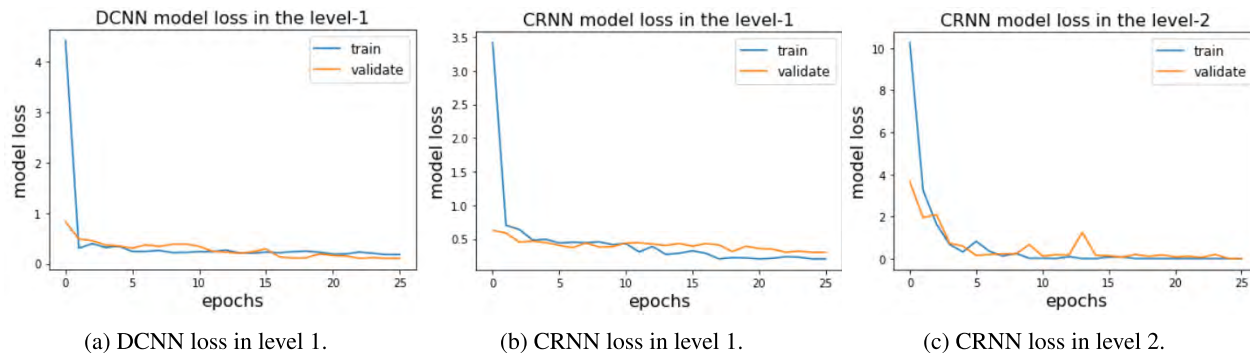 DCNN model loss in the level-1
4
3
2
1
0
model loss
train
validate
0
5
10
15
20
25
epochs
(a) DCNN loss in level 1.
CRNN model loss in the level-1
3.5
3.0
2.5
2.0
1.5
1.0
0.5
model loss
train
validate
0
5
10
15
20
25
epochs
(b) CRNN loss in level 1.
CRNN model loss in the level-2
10
8
6
4
2
0
model loss
train
validate
0
5
10
15
20
25
epochs
(c) CRNN loss in level 2.